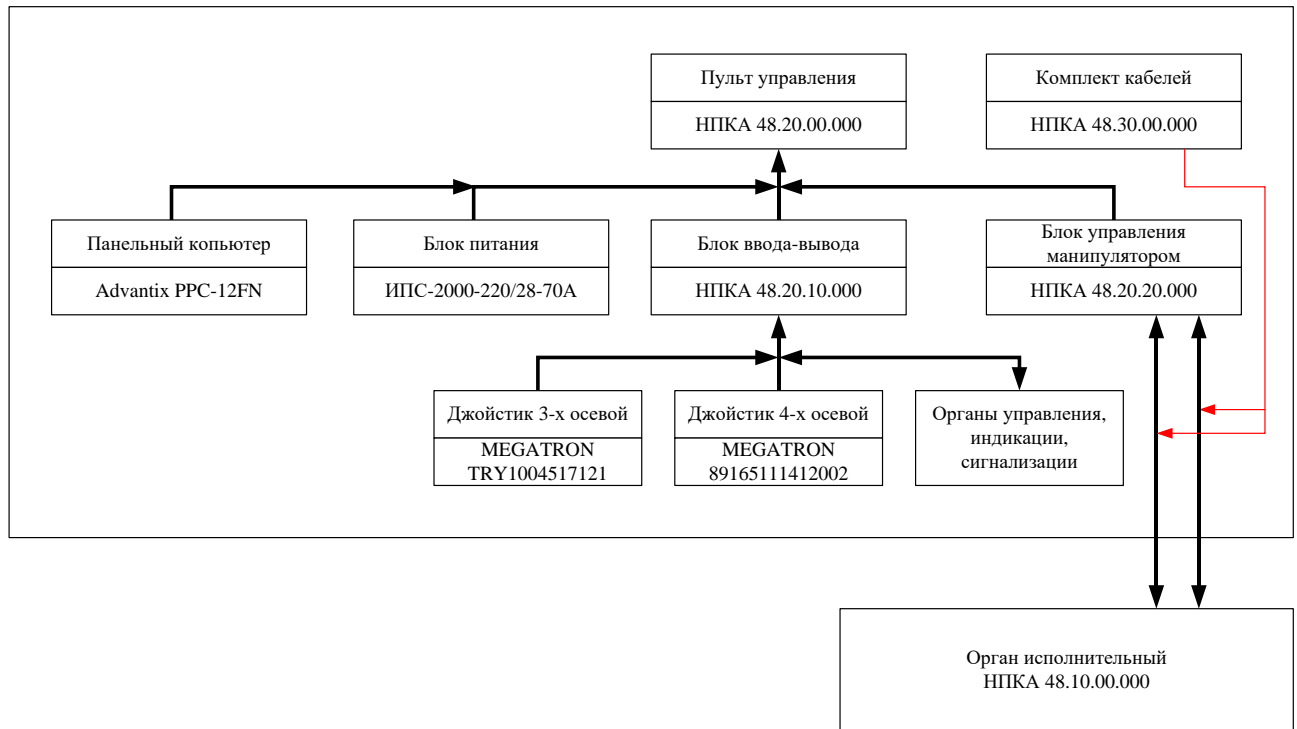 Пульт управления
НПКА 48.20.00.000
Комплект кабелей
НПКА 48.30.00.000
Панельный копьютер
Advantix PPC-12FN
Блок питания
ИПС-2000-220/28-70А
Блок ввода-вывода
НПКА 48.20.10.000
Блок управления
манипулятором
НПКА 48.20.20.000
Джойстик 3-х осевой
MEGATRON
TRY1004517121
Джойстик 4-х осевой
MEGATRON
89165111412002
Органы управления,
индикации,
сигнализации
Орган исполнительный
НПКА 48.10.00.000